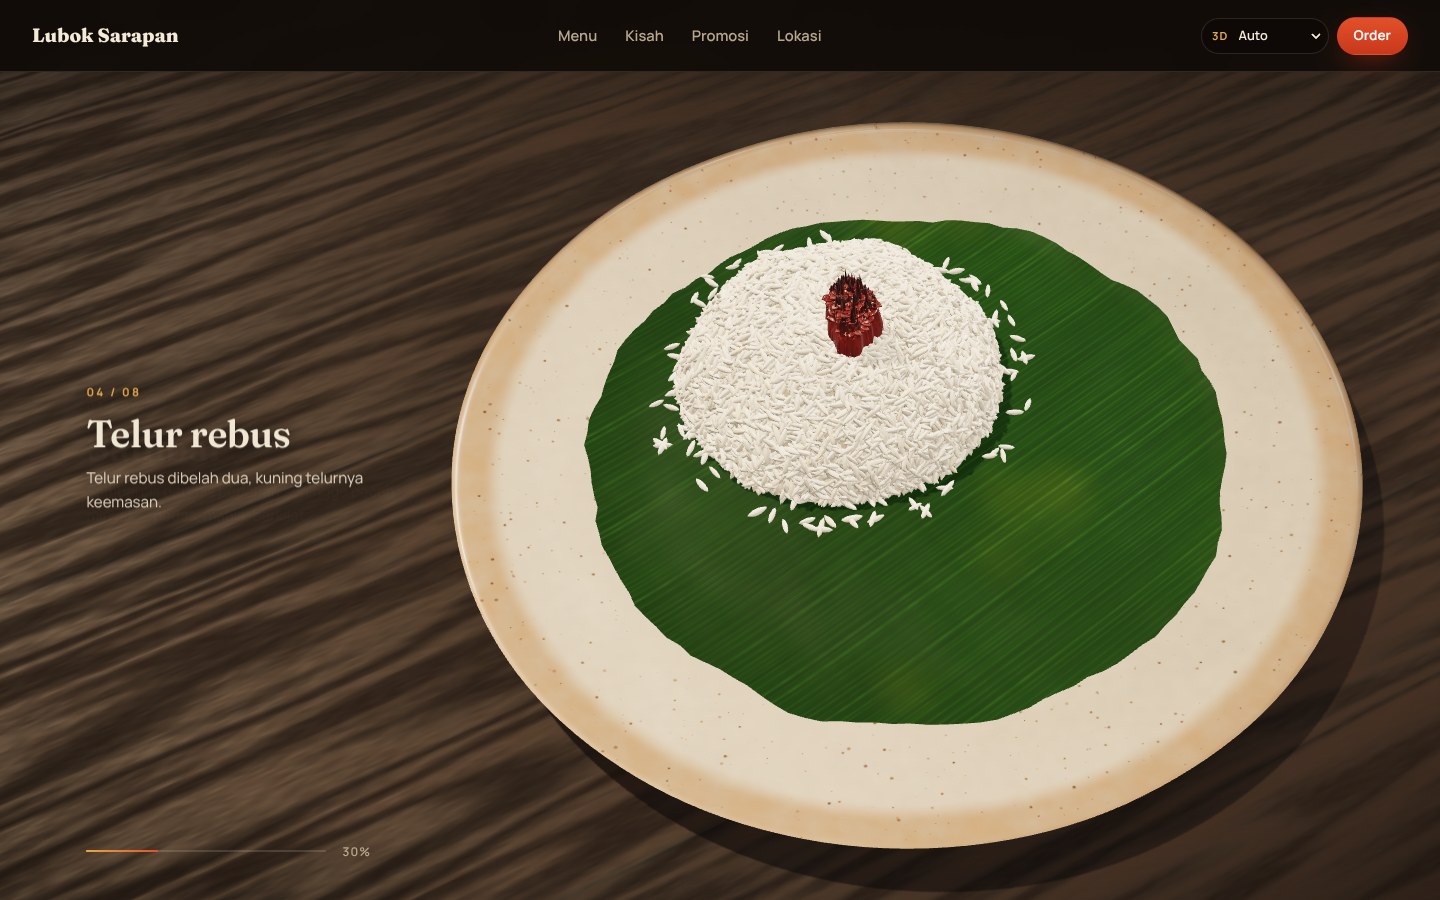 Lubok Sarapan
Menu
Kisah
Promosi
Lokasi
3D Auto
Order
04 / 08
Telur rebus
Telur rebus dibelah dua, kuning telurnya
keemasan.
30%